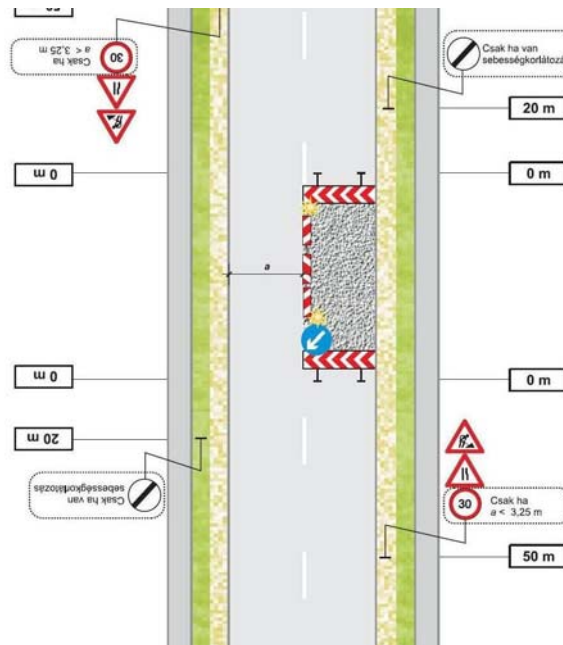 50 m
30
Csak ha
a < 3,25 m
Csak ha van
sebességkorlátozá
20 m
0 m
0 m
a
0 m
0 m
20 m
Csak ha van
sebességkorlátozás
30
Csak ha
a < 3,25 m
50 m